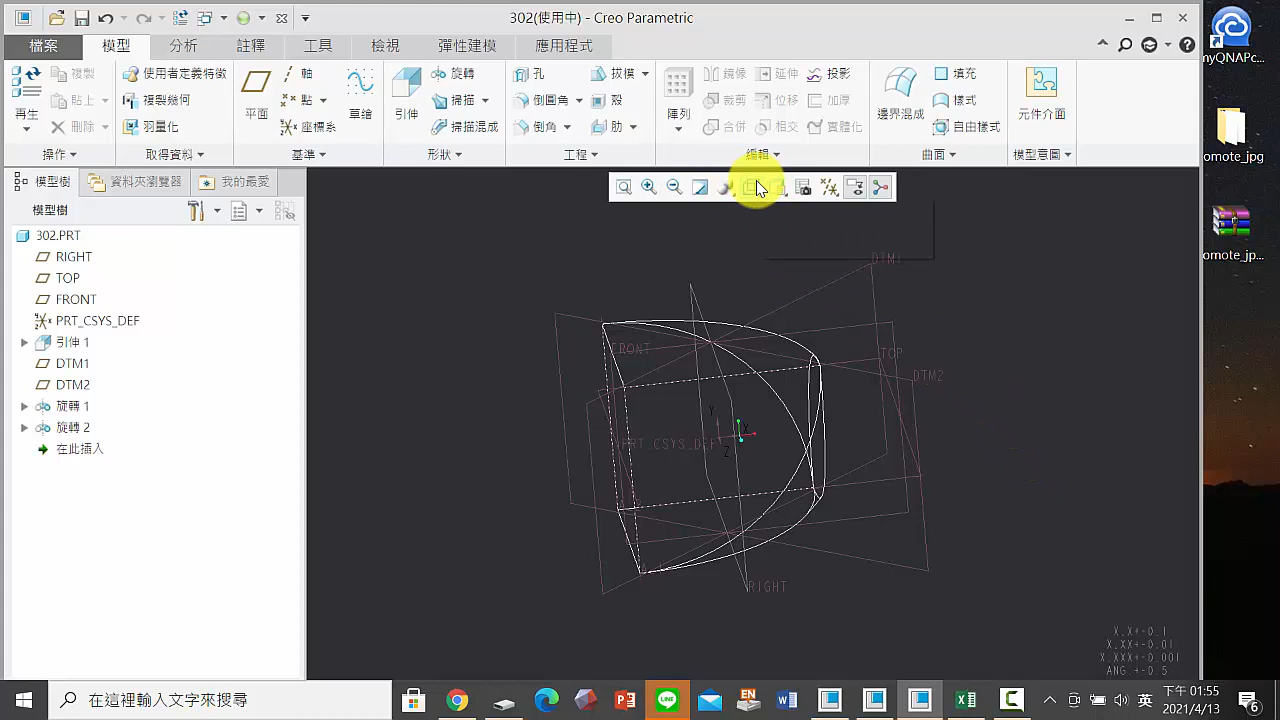 302(使用中) - Creo Parametric
檔案 模型 分析 註釋 工具 檢視 彈性建模 應用程式
再生 複製 貼上 刪除
操作
使用者定義特徵 複製幾何 羽量化
取得資料
平面 軸 點 座標系 草繪
基準
引伸 旋轉 掃描 掃描混成
形狀
孔 倒圓角 倒角 拔模 殼 肋
工程
陣列 鏡像 裁剪 合併 延伸 位移 相交 投影 加厚 實體化
編輯
邊界混成 填充 樣式 自由樣式
曲面
元件介面
模型意圖
模型樹 資料夾瀏覽器 我的最愛
模型樹
302.PRT
RIGHT
TOP
FRONT
PRT_CSYS_DEF
引伸 1
DTM1
DTM2
旋轉 1
旋轉 2
在此插入
DTM1
FRONT
TOP
DTM2
Y
X
PRT_CSYS_DEF
Z
RIGHT
X.X+-0.1
X.XX+-0.01
X.XXX+-0.001
ANG.+-0.5
myQNAPc...
omote_jpg
omote_jp...
在這裡輸入文字來搜尋
英
下午 01:55
2021/4/13
6